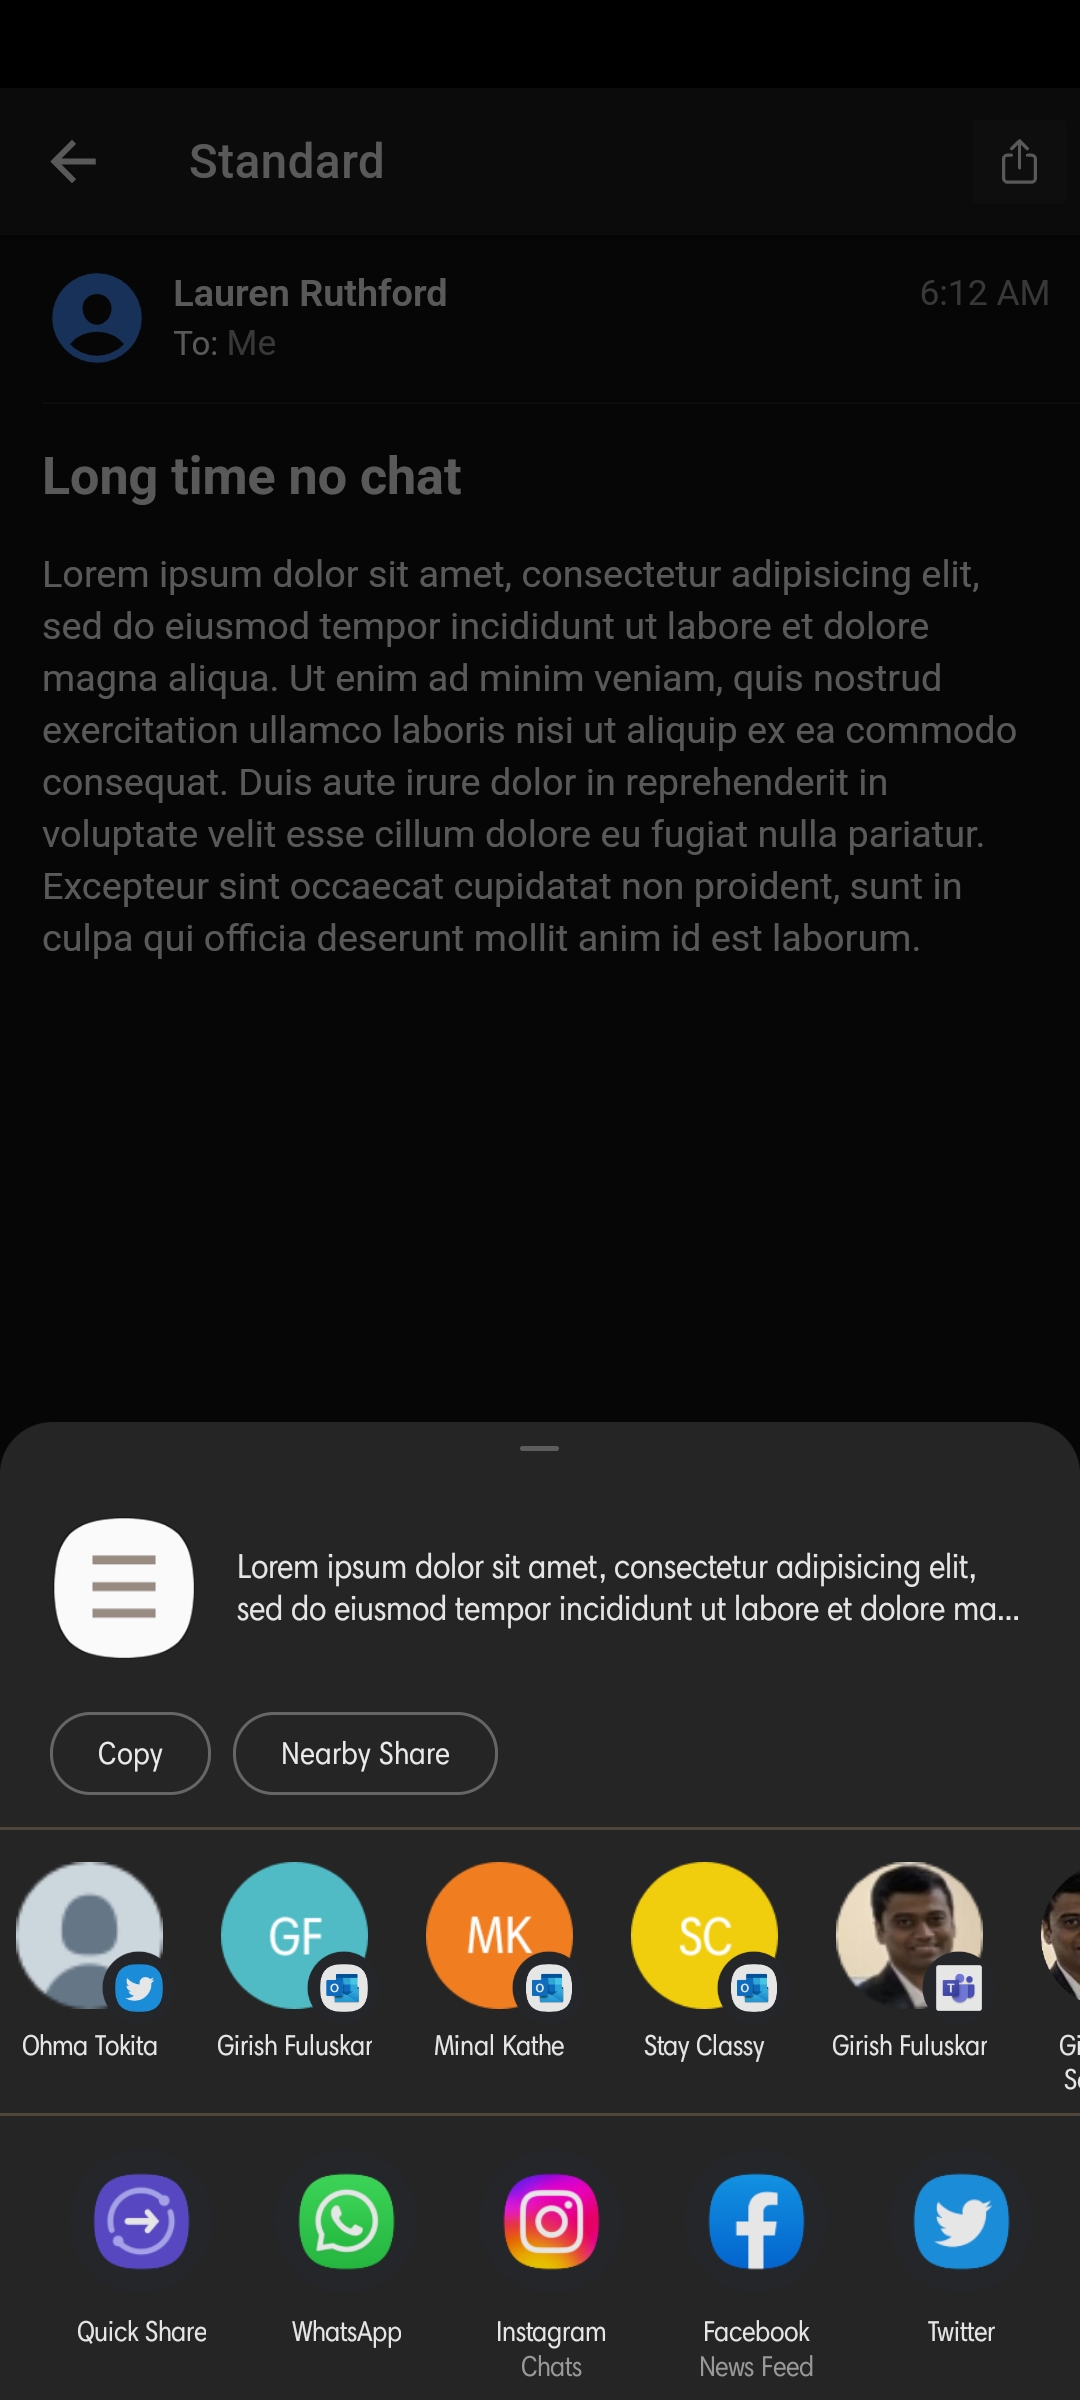 Standard
Lauren Ruthford
6:12 AM
To: Me
Long time no chat
Lorem ipsum dolor sit amet, consectetur adipisicing elit,
sed do eiusmod tempor incididunt ut labore et dolore
magna aliqua. Ut enim ad minim veniam, quis nostrud
exercitation ullamco laboris nisi ut aliquip ex ea commodo
consequat. Duis aute irure dolor in reprehenderit in
voluptate velit esse cillum dolore eu fugiat nulla pariatur.
Excepteur sint occaecat cupidatat non proident, sunt in
culpa qui officia deserunt mollit anim id est laborum.
Lorem ipsum dolor sit amet, consectetur adipisicing elit,
sed do eiusmod tempor incididunt ut labore et dolore ma...
Copy
Nearby Share
GF
MK
SC
Ohma Tokita
Girish Fuluskar
Minal Kathe
Stay Classy
Girish Fuluskar
Quick Share
WhatsApp
Instagram
Chats
Facebook
News Feed
Twitter